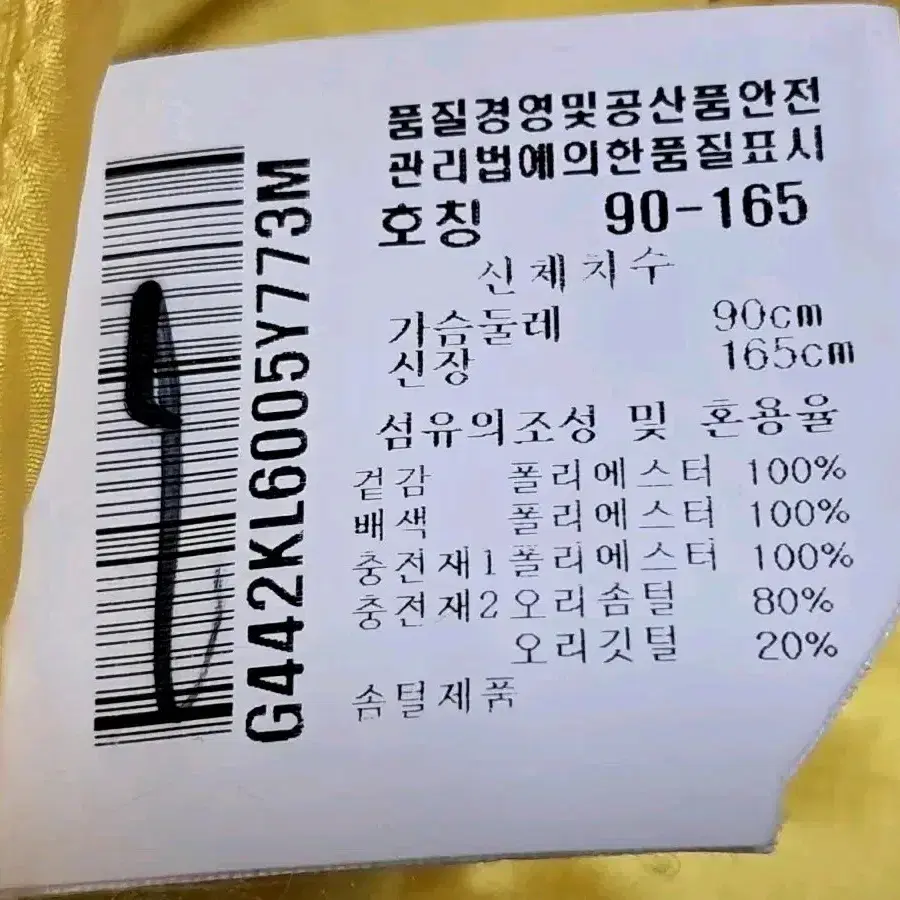 품질경영및공산품안전
관리법에의한품질표시
호칭 90-165
신체치수
가슴둘레 90cm
신장 165cm
섬유의조성 및 혼용율
겉감 폴리에스터 100%
배색 폴리에스터 100%
충전재1 폴리에스터 100%
충전재2 오리솜털 80%
오리깃털 20%
솜털제품
G442KL6005Y773M